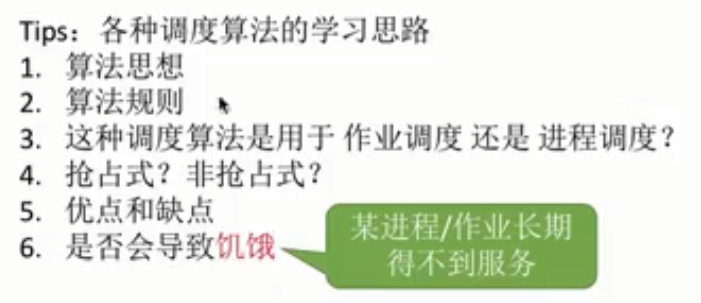 Tips：各种调度算法的学习思路
1. 算法思想
2. 算法规则
3. 这种调度算法是用于 作业调度 还是 进程调度？
4. 抢占式？非抢占式？
5. 优点和缺点
6. 是否会导致饥饿
某进程/作业长期
得不到服务